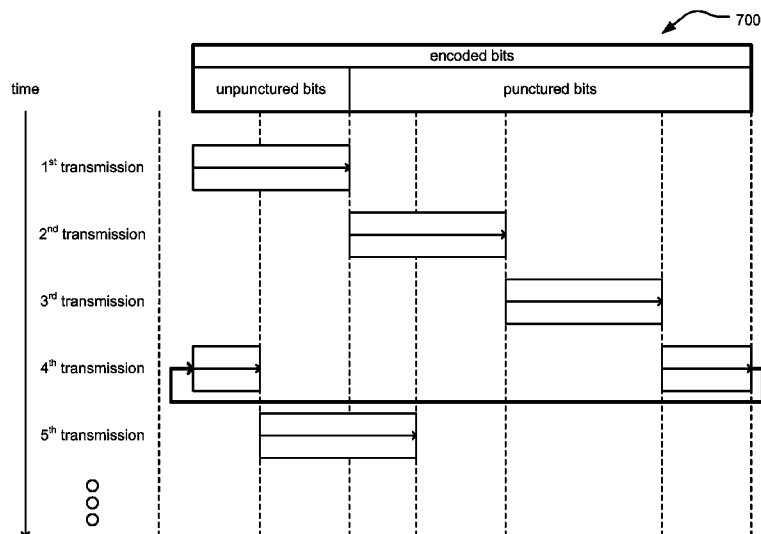 700
encoded bits
time
unpunctured bits
punctured bits
1st transmission
2nd transmission
3rd transmission
4th transmission
5th transmission